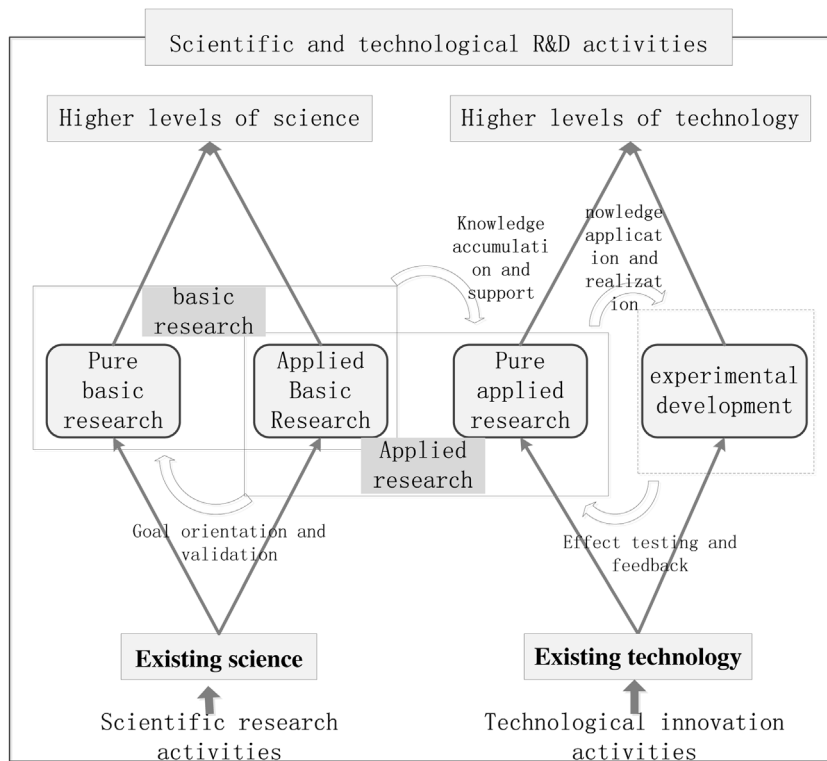 Scientific and technological R&D activities
Higher levels of science
Higher levels of technology
Knowledge
accumulati
on and
support
nowledge
applicat
ion and
realizat
ion
basic
research
Pure
basic
research
Applied
Basic
Research
Pure
applied
research
experimental
development
Applied
research
Goal orientation and
validation
Effect testing and
feedback
Existing science
Existing technology
Scientific research
activities
Technological innovation
activities